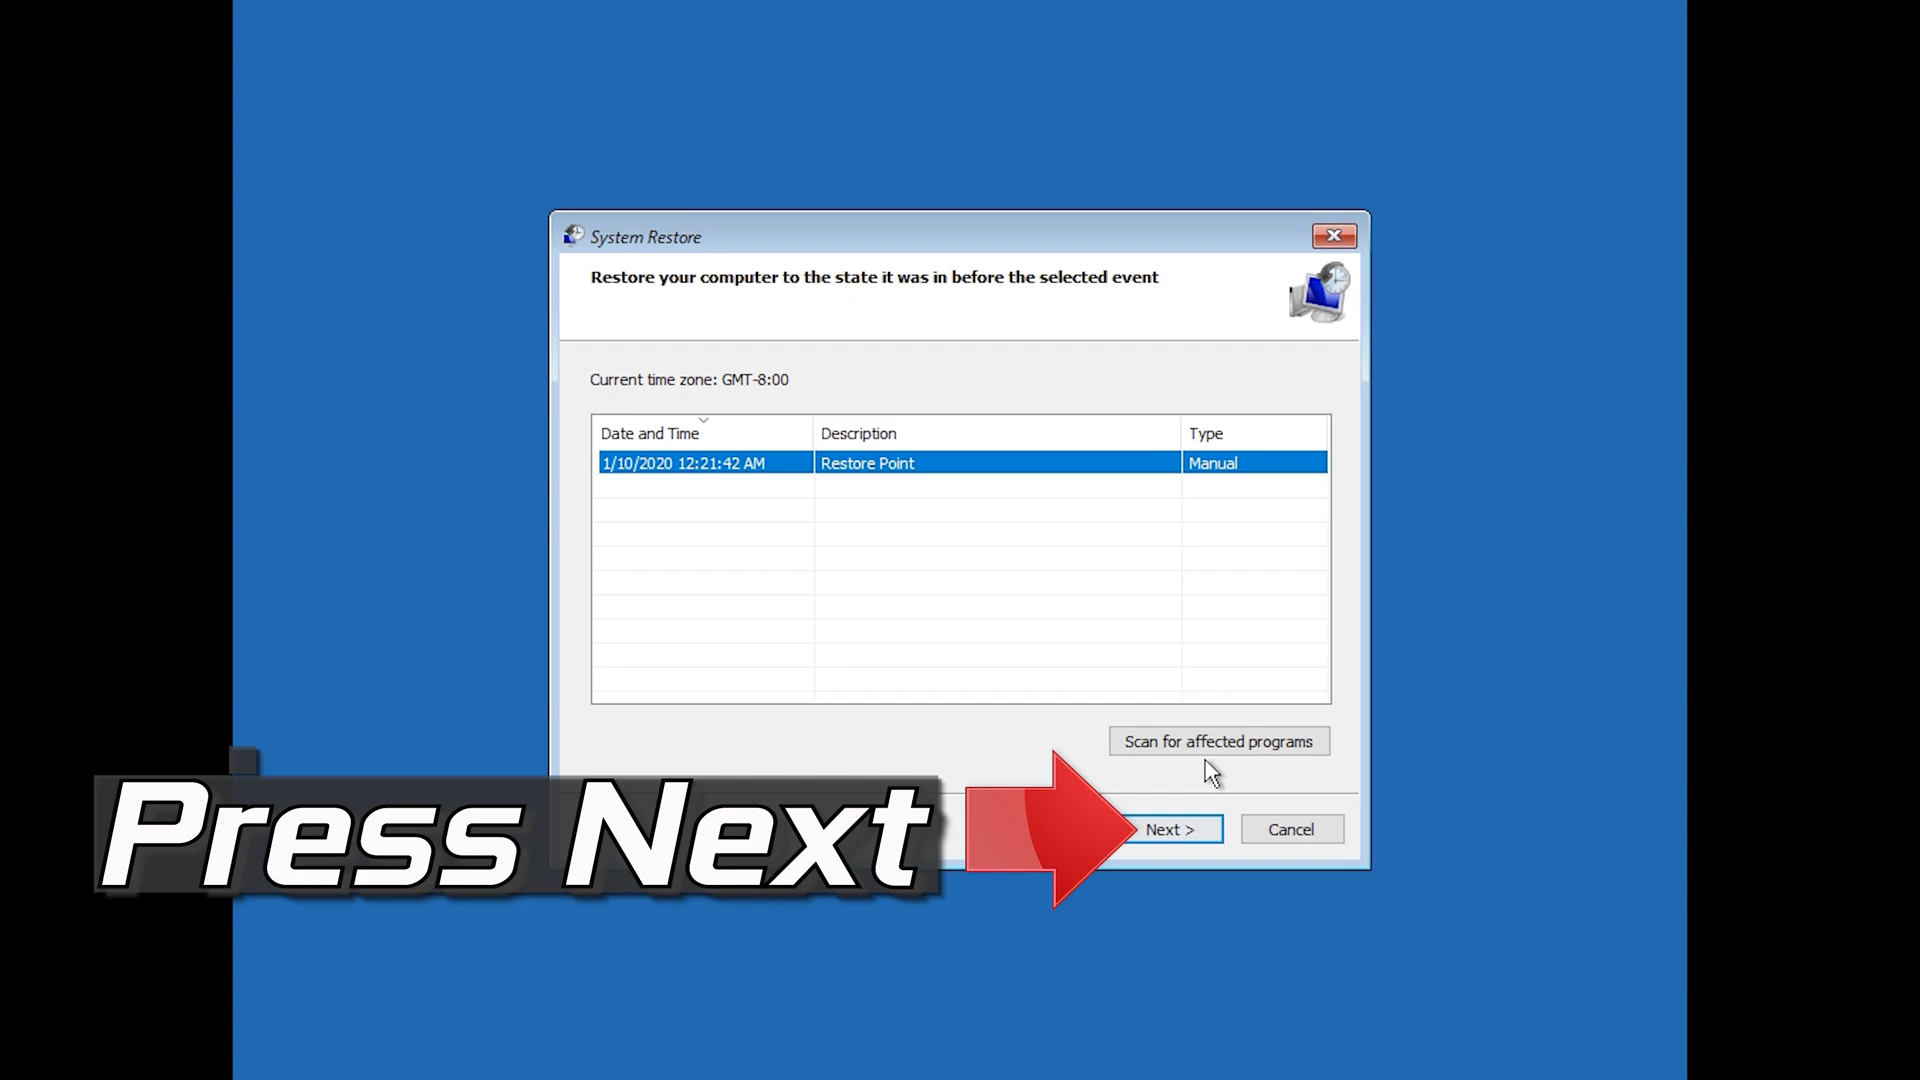 System Restore
Restore your computer to the state it was in before the selected event
Current time zone: GMT-8:00
Date and Time Description Type
1/10/2020 12:21:42 AM Restore Point Manual
Scan for affected programs
Press Next
Next > Cancel